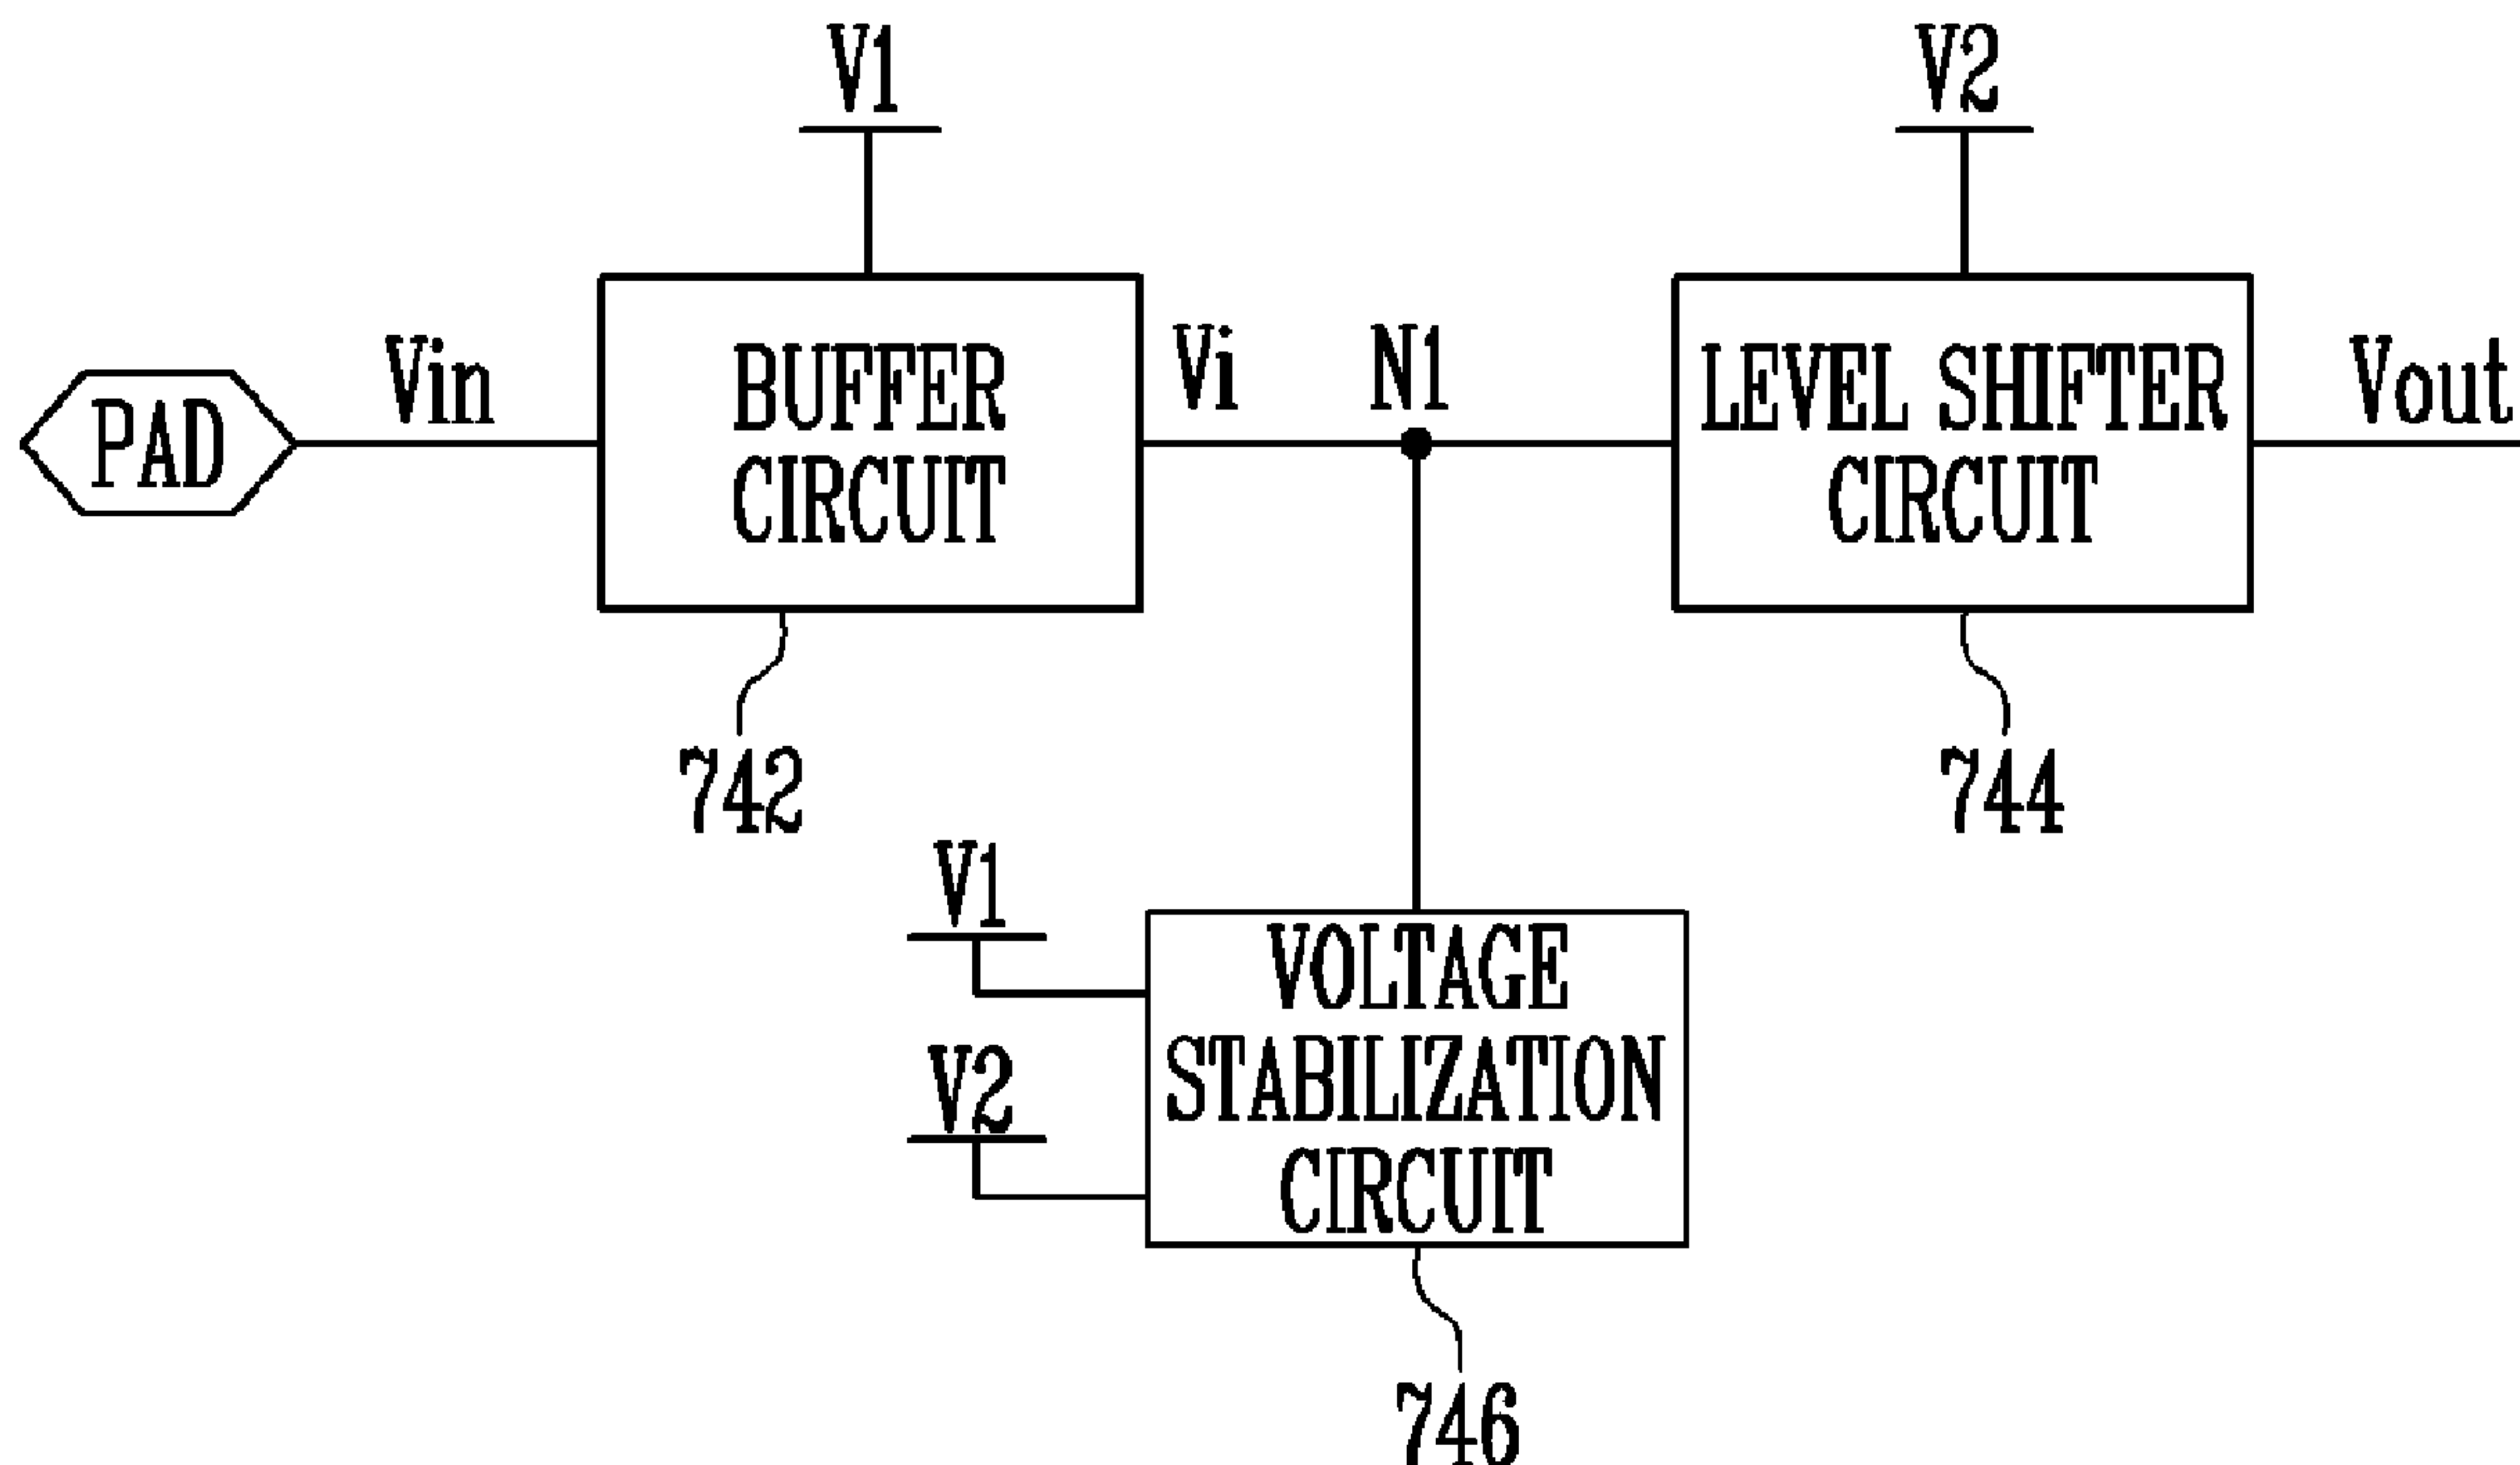 V1
V2
PAD
Vin
BUFFER
CIRCUIT
Vi
N1
LEVEL SHIFTER
CIRCUIT
Vout
742
744
V1
V2
VOLTAGE
STABILIZATION
CIRCUIT
746